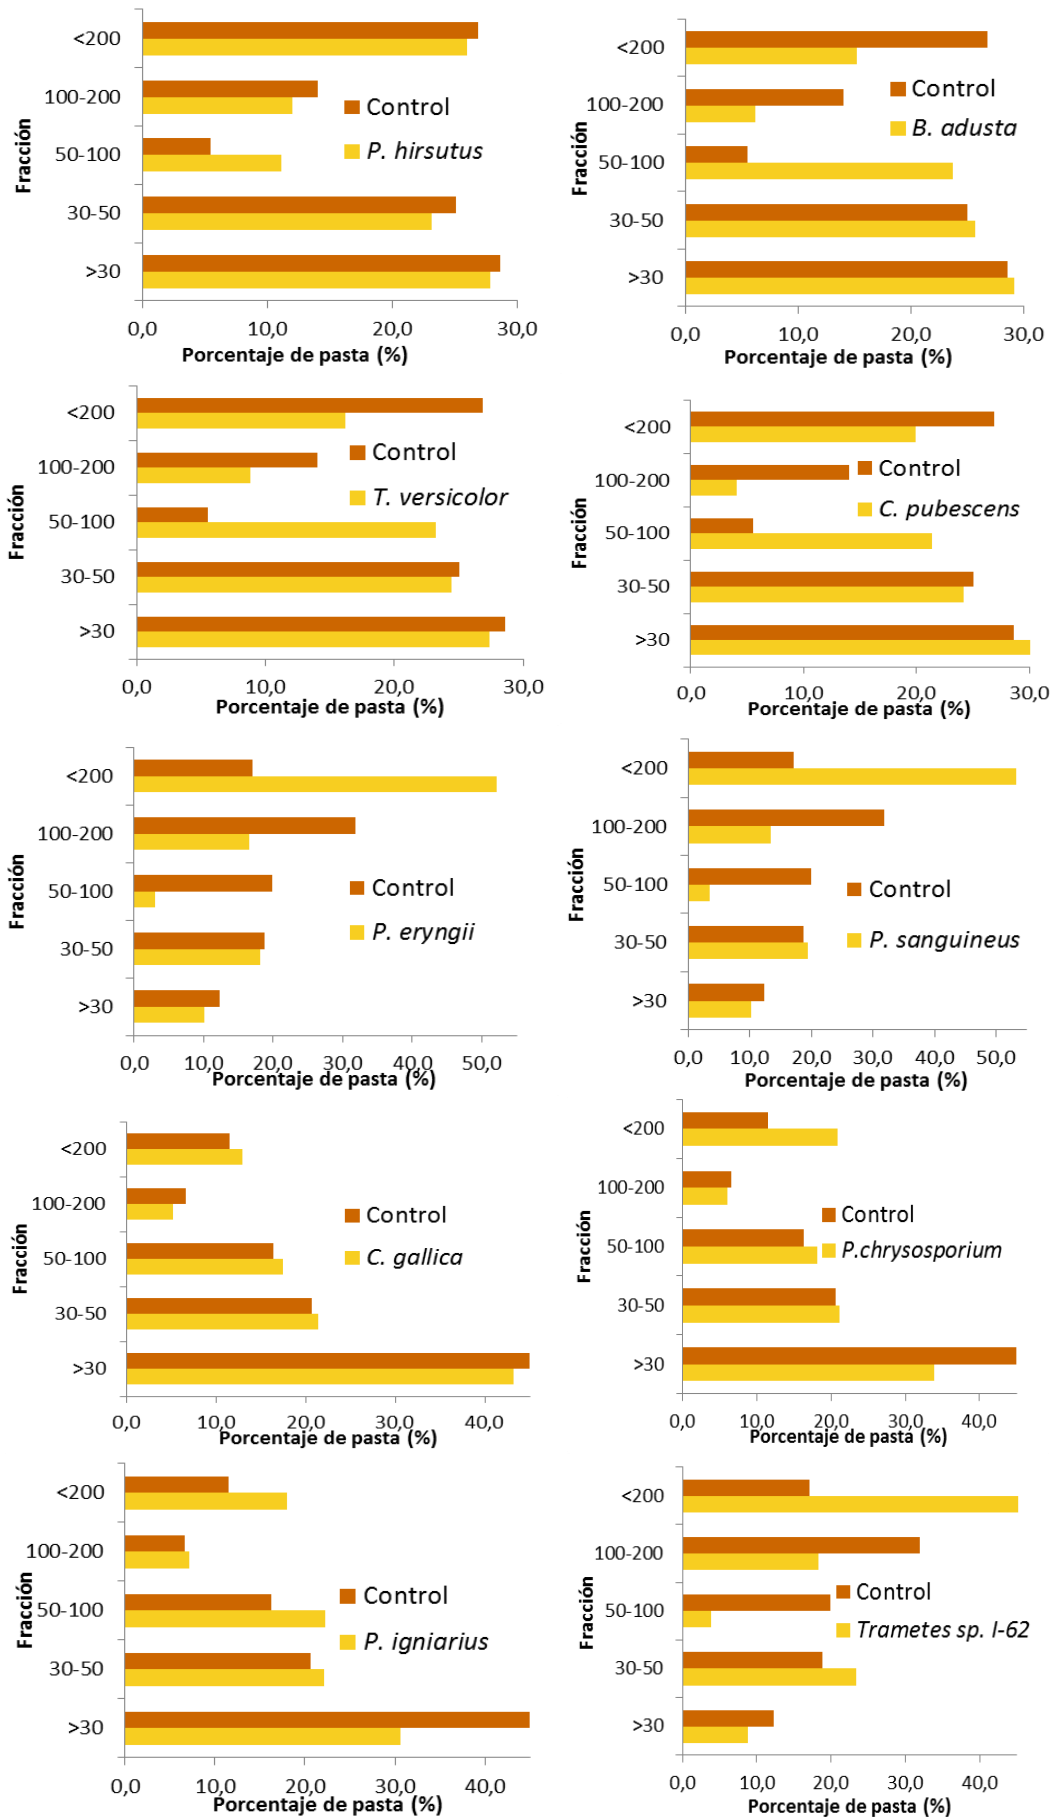 <200
100-200
50-100
30-50
>30
Fracción
Control
P. hirsutus
0,0 10,0 20,0 30,0
Porcentaje de pasta (%)
<200
100-200
50-100
30-50
>30
Fracción
Control
B. adusta
0,0 10,0 20,0 30,0
Porcentaje de pasta (%)
<200
100-200
50-100
30-50
>30
Fracción
Control
T. versicolor
0,0 10,0 20,0 30,0
Porcentaje de pasta (%)
<200
100-200
50-100
30-50
>30
Fracción
Control
C. pubescens
0,0 10,0 20,0 30,0
Porcentaje de pasta (%)
<200
100-200
50-100
30-50
>30
Fracción
Control
P. eryngii
0,0 10,0 20,0 30,0 40,0 50,0
Porcentaje de pasta (%)
<200
100-200
50-100
30-50
>30
Fracción
Control
P. sanguineus
0,0 10,0 20,0 30,0 40,0 50,0
Porcentaje de pasta (%)
<200
100-200
50-100
30-50
>30
Fracción
Control
C. gallica
0,0 10,0 20,0 30,0 40,0
Porcentaje de pasta (%)
<200
100-200
50-100
30-50
>30
Fracción
Control
P.chrysosporium
0,0 10,0 20,0 30,0 40,0
Porcentaje de pasta (%)
<200
100-200
50-100
30-50
>30
Fracción
Control
P. igniarius
0,0 10,0 20,0 30,0 40,0
Porcentaje de pasta (%)
<200
100-200
50-100
30-50
>30
Fracción
Control
Trametes sp. I-62
0,0 10,0 20,0 30,0 40,0
Porcentaje de pasta (%)